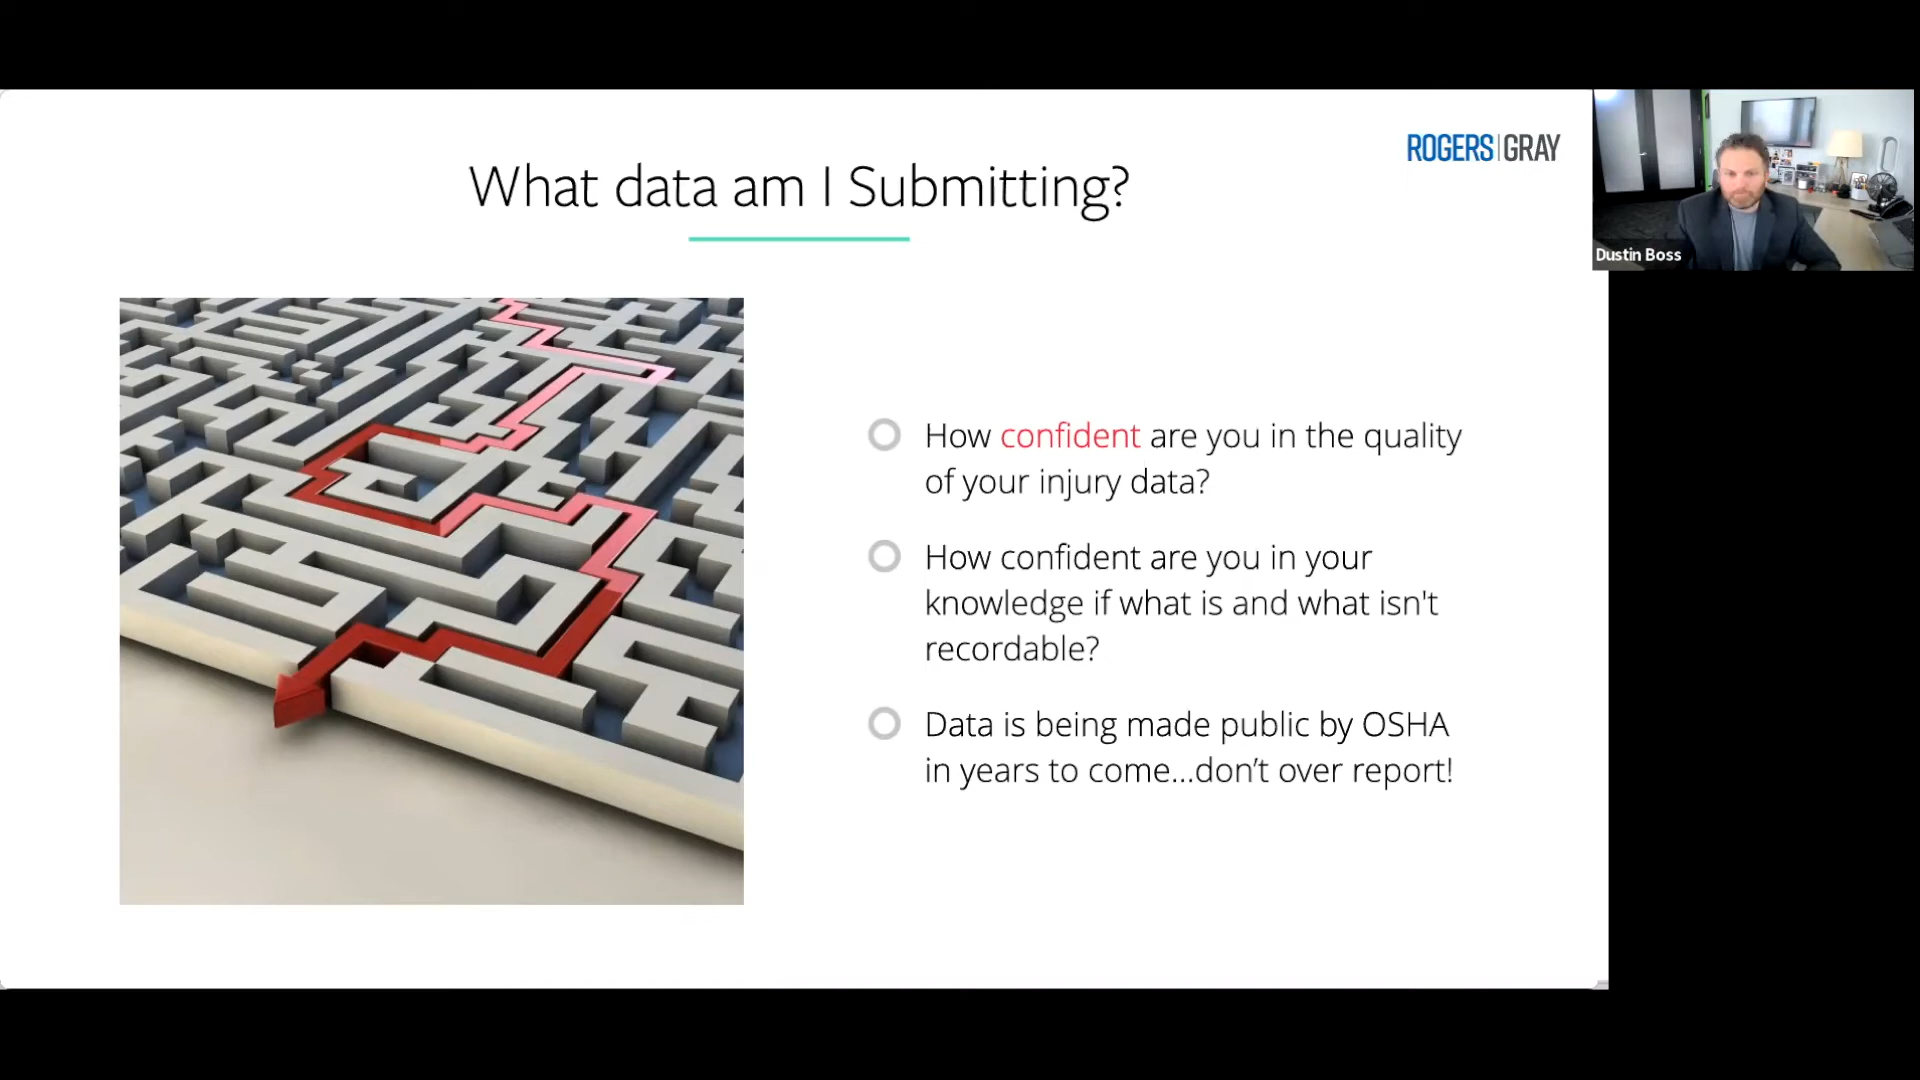 What data am I Submitting?
ROGERS|GRAY
Dustin Boss
How confident are you in the quality
of your injury data?
How confident are you in your
knowledge if what is and what isn't
recordable?
Data is being made public by OSHA
in years to come...don't over report!